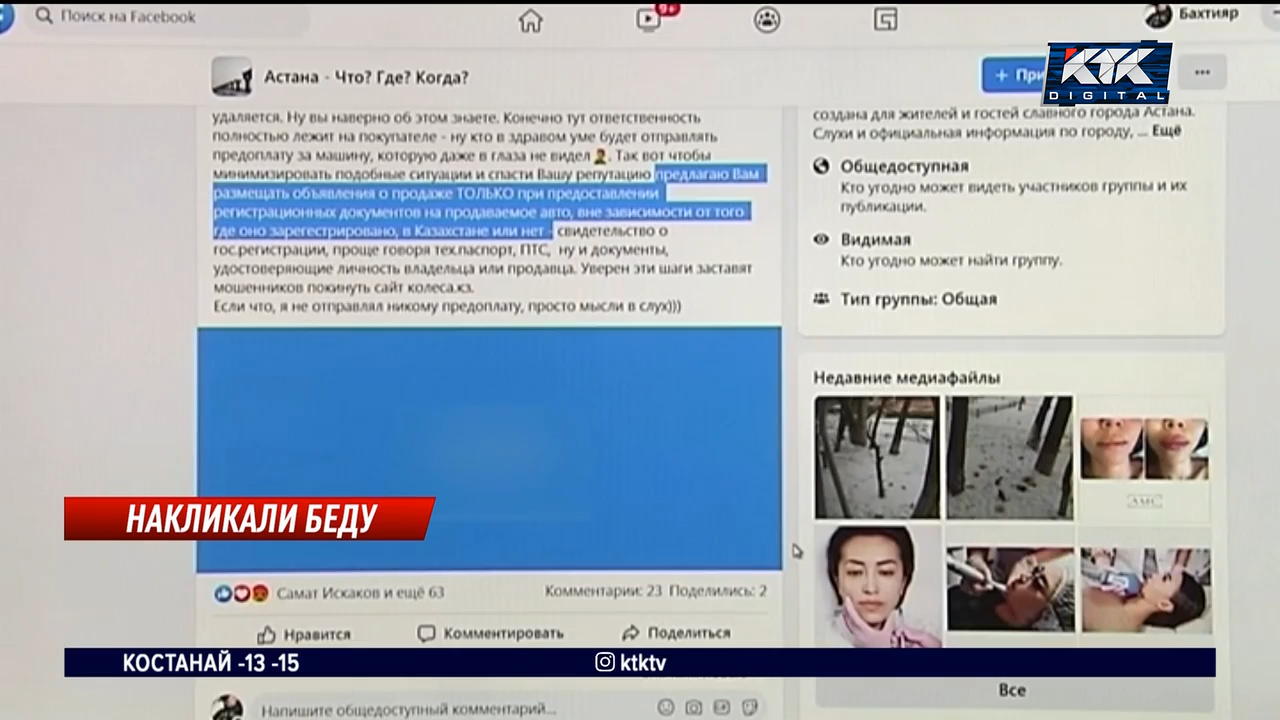 Поиск на Facebook
9+
Бахтияр
Астана - Что? Где? Когда?
+ При
КТК
DIGITAL
удаляется. Ну вы наверно об этом знаете. Конечно тут ответственность
полностью лежит на покупателе - ну кто в здравом уме будет отправлять
предоплату за машину, которую даже в глаза не видел 🤦‍♂️. Так вот чтобы
минимизировать подобные ситуации и спасти Вашу репутацию предлагаю Вам
размещать объявления о продаже ТОЛЬКО при предоставлении
регистрационных документов на продаваемое авто, вне зависимости от того
где оно зарегестрировано, в Казахстане или нет - свидетельство о
гос.регистрации, проще говоря тех.паспорт, ПТС, ну и документы,
удостоверяющие личность владельца или продавца. Уверен эти шаги заставят
мошенников покинуть сайт колеса.кз.
Если что, я не отправлял никому предоплату, просто мысли в слух)))
создана для жителей и гостей славного города Астана.
Слухи и официальная информация по городу, ... Ещё
Общедоступная
Кто угодно может видеть участников группы и их
публикации.
Видимая
Кто угодно может найти группу.
Тип группы: Общая
Недавние медиафайлы
АМС
НАКЛИКАЛИ БЕДУ
Самат Искаков и ещё 63
Комментарии: 23 Поделились: 2
Нравится
Комментировать
Поделиться
КОСТАНАЙ -13 -15
ktktv
Все
Напишите общедоступный комментарий...